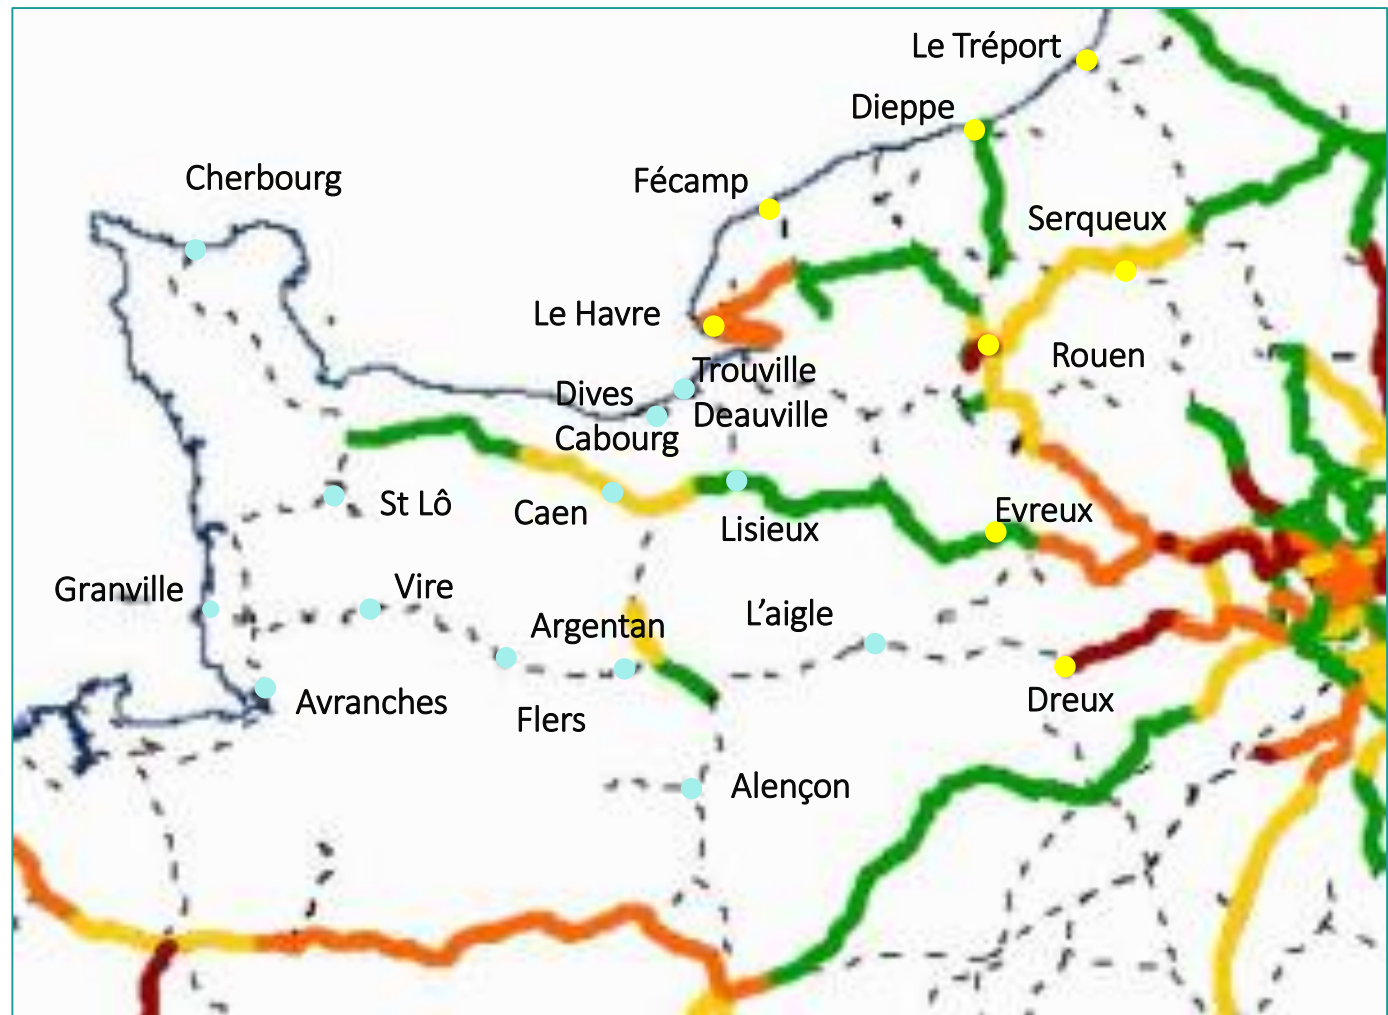 Le Tréport
Dieppe
Cherbourg
Fécamp
Serqueux
Le Havre
Rouen
Trouville
Deauville
Dives
Cabourg
St Lô
Caen
Lisieux
Evreux
Granville
Vire
Argentan
L’aigle
Avranches
Flers
Dreux
Alençon